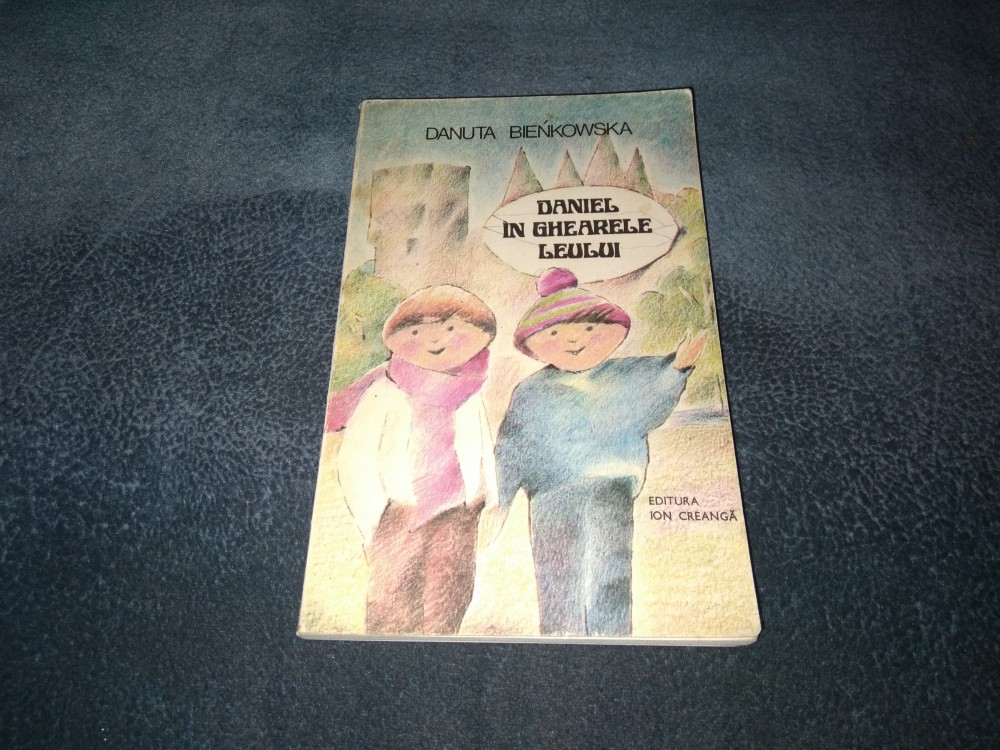 DANUTA BIEŃKOWSKA
DANIEL
ÎN GHEARELE
LEULUI
EDITURA
ION CREANGĂ